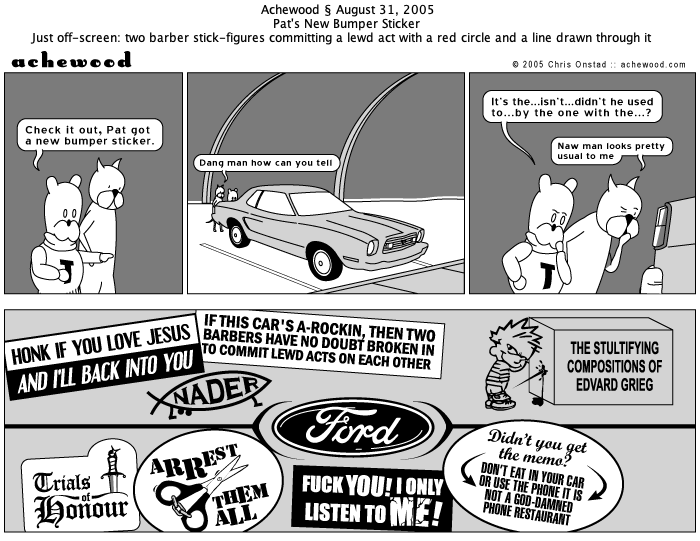 Achewood § August 31, 2005
Pat's New Bumper Sticker
Just off-screen: two barber stick-figures committing a lewd act with a red circle and a line drawn through it
achewood
© 2005 Chris Onstad :: achewood.com
Check it out, Pat got
a new bumper sticker.
Dang man how can you tell
It's the...isn't...didn't he used
to...by the one with the...?
Naw man looks pretty
usual to me
J
J
HONK IF YOU LOVE JESUS
AND I'LL BACK INTO YOU
IF THIS CAR'S A-ROCKIN, THEN TWO
BARBERS HAVE NO DOUBT BROKEN IN
TO COMMIT LEWD ACTS ON EACH OTHER
NADER
THE STULTIFYING
COMPOSITIONS OF
EDVARD GRIEG
Ford
Trials
of
Honour
ARREST
THEM
ALL
FUCK YOU! I ONLY
LISTEN TO ME!
Didn't you get
the memo?
DON'T EAT IN YOUR CAR
OR USE THE PHONE IT IS
NOT A GOD-DAMNED
PHONE RESTAURANT